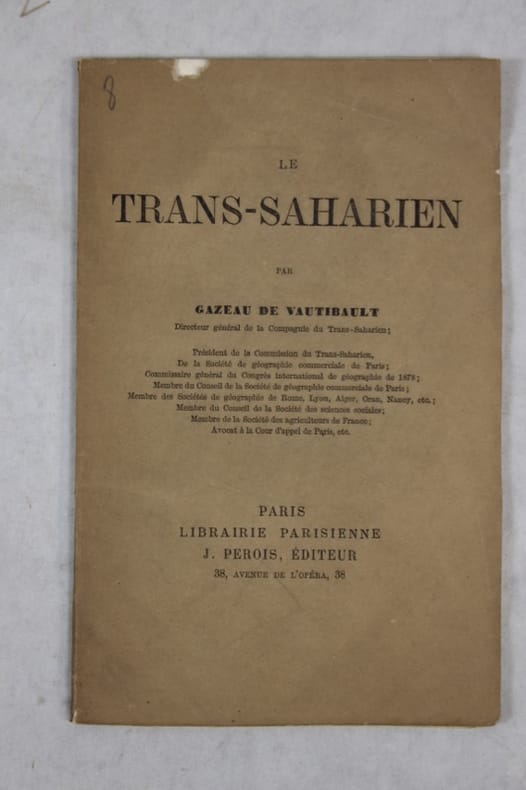 8
LE
TRANS-SAHARIEN
PAR
GAZEAU DE VAUTIBAULT
Directeur général de la Compagnie du Trans-Saharien;
Président de la Commission du Trans-Saharien,
De la Société de géographie commerciale de Paris;
Commissaire général du Congrès international de géographie de 1878;
Membre du Conseil de la Société de géographie commerciale de Paris;
Membre des Sociétés de géographie de Rome, Lyon, Alger, Oran, Nancy, etc.;
Membre du Conseil de la Société des sciences sociales;
Membre de la Société des agriculteurs de France;
Avocat à la Cour d'appel de Paris, etc.
PARIS
LIBRAIRIE PARISIENNE
J. PEROIS, ÉDITEUR
38, AVENUE DE L'OPÉRA, 38